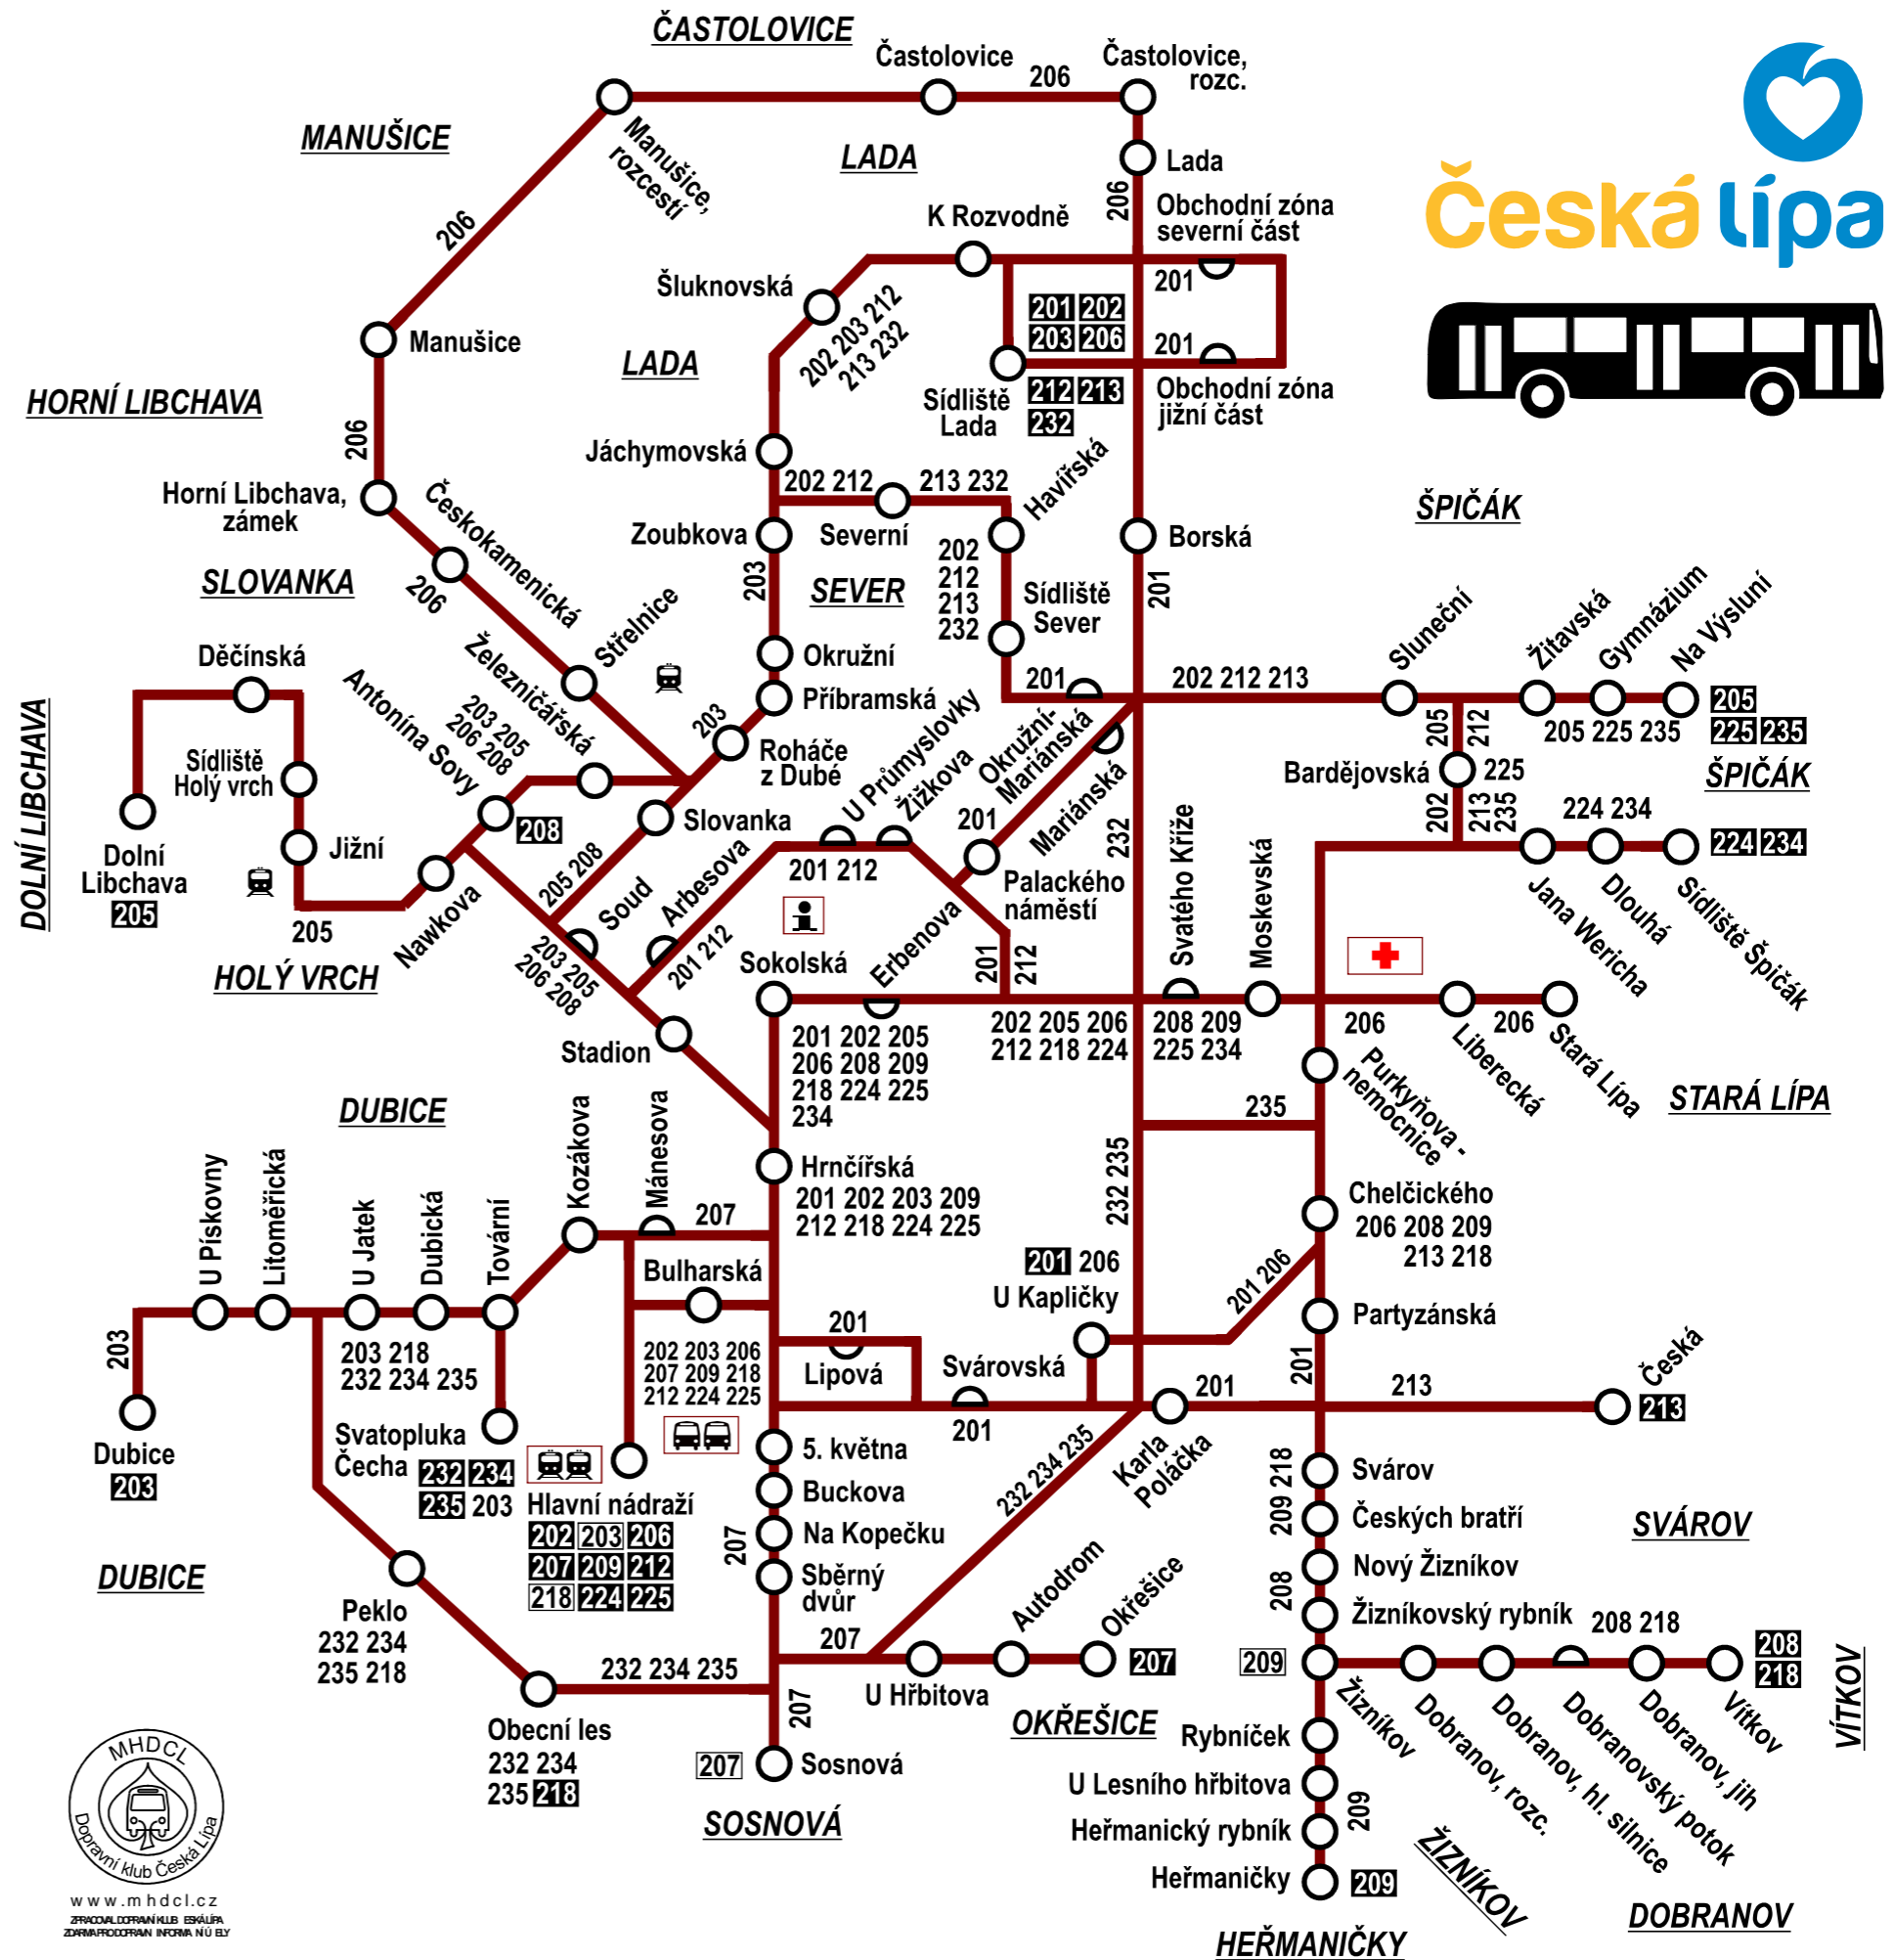 ČASTOLOVICE
Častolovice
206
Častolovice,
rozc.
MANUŠICE
Manušice,
rozcestí
LADA
Lada
206
206
Česká lípa
K Rozvodně
Obchodní zóna
severní část
201
Šluknovská
202 203 212
213 232
201 202
203 206
201
Manušice
LADA
Sídliště
Lada
212 213
232
Obchodní zóna
jižní část
HORNÍ LIBCHAVA
206
Jáchymovská
202 212
213 232
Havířská
Horní Libchava,
zámek
Českokamenická
ŠPIČÁK
Zoubkova
Severní
Borská
202
212
213
232
203
201
206
SLOVANKA
SEVER
Sídliště
Sever
Střelnice
Železničářská
Sluneční
Žitavská
Gymnázium
Na Výsluní
Děčínská
Okružní
Antonína Sovy
203 205
206 208
Příbramská
201
202 212 213
205
225 235
205 225 235
205
212
203
Roháče
z Dubé
U Průmyslovky
Žižkova
Okružní-
Mariánská
Mariánská
DOLNÍ LIBCHAVA
Sídliště
Holý vrch
Bardějovská
225
ŠPIČÁK
202
213
235
224 234
224 234
Dolní
Libchava
205
Jižní
208
Slovanka
201
232
201 212
Palackého
náměstí
205 208
Soud
Arbesova
Jana Wericha
Dlouhá
Sídliště Špičák
205
Nawkova
HOLÝ VRCH
203 205
206 208
201 212
Sokolská
Erbenova
201
212
Svatého Kříže
Moskevská
Stadion
201 202 205
206 208 209
218 224 225
234
202 205 206
212 218 224
208 209
225 234
206
206
Liberecká
Stará Lípa
STARÁ LÍPA
Purkyňova -
nemocnice
235
DUBICE
Kozákova
Mánesova
Hrnčířská
201 202 203 209
212 218 224 225
207
232 235
Chelčického
206 208 209
213 218
U Pískovny
Litoměřická
U Jatek
Dubická
Tovární
Bulharská
201 206
U Kapličky
201 206
Partyzánská
203
203 218
232 234 235
202 203 206
207 209 218
212 224 225
201
Lipová
Svárovská
201
201
201
213
Česká
213
Karla
Poláčka
Dubice
203
Svatopluka
Čecha
232 234
235 203
Hlavní nádraží
202 203 206
207 209 212
218 224 225
5. května
Buckova
Na Kopečku
Sběrný
dvůr
207
232 234 235
209 218
Svárov
Českých bratří
Nový Žizníkov
Žizníkovský rybník
208
SVÁROV
DUBICE
Peklo
232 234
235 218
232 234 235
207
U Hřbitova
Autodrom
Okřešice
207
OKŘEŠICE
209
Žizníkov
208 218
208
218
Dobranov, rozc.
Dobranov, hl. silnice
Dobranovský potok
Dobranov, jih
Vítkov
VÍTKOV
Obecní les
232 234
235 218
207
207
Sosnová
SOSNOVÁ
Rybníček
U Lesního hřbitova
Heřmanický rybník
Heřmaničky
209
209
ŽIZNÍKOV
DOBRANOV
HEŘMANIČKY
MHDCL
Dopravní klub Česká Lípa
www.mhdcl.cz